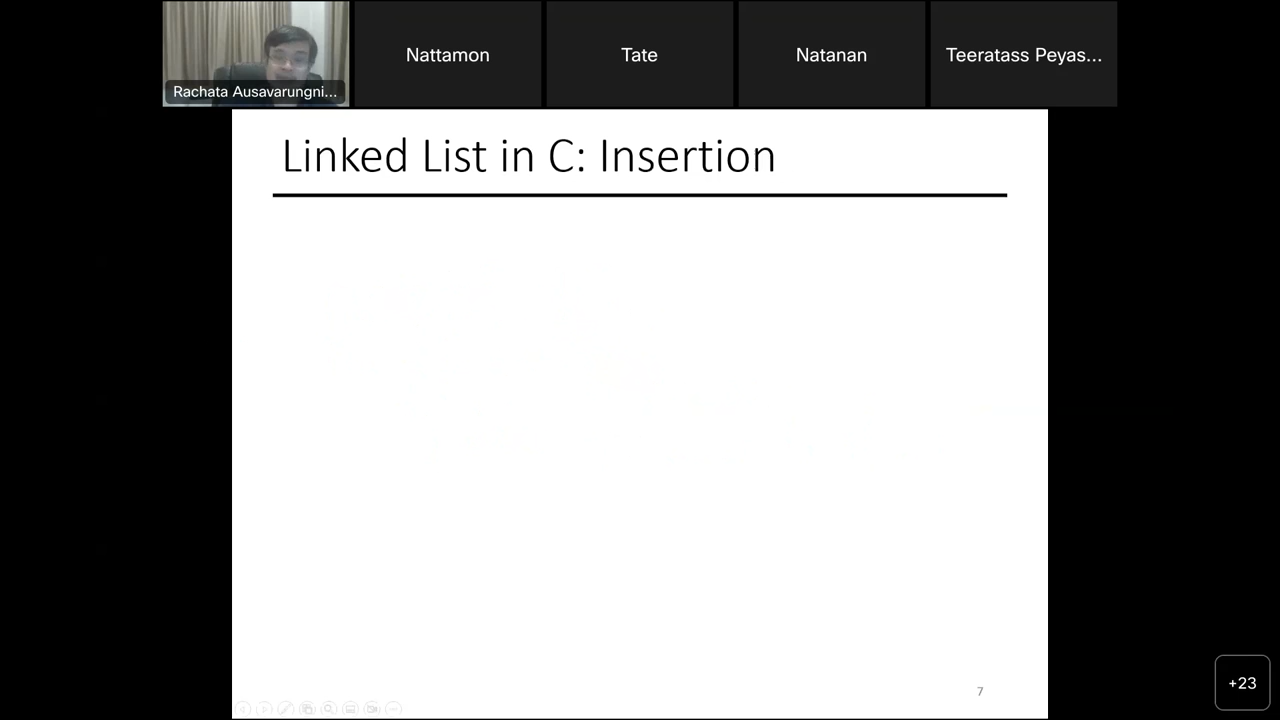 Rachata Ausavarungni...
Nattamon
Tate
Natanan
Teeratass Peyas...
Linked List in C: Insertion
7
+23